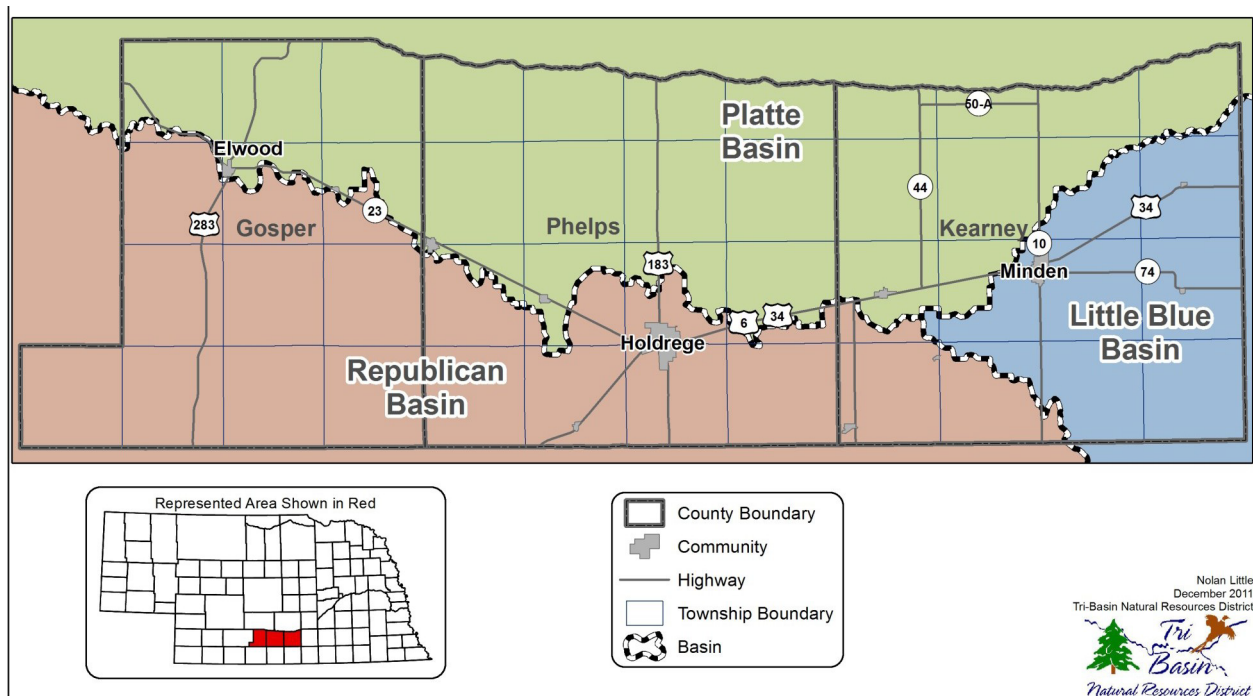 50-A
Platte
Basin
Elwood
44
34
23
283
Gosper
Phelps
Kearney
10
183
Minden
74
6
34
Little Blue
Basin
Holdrege
Republican
Basin
Represented Area Shown in Red
County Boundary
Community
Highway
Township Boundary
Basin
Nolan Little
December 2011
Tri-Basin Natural Resources District
Tri
Basin
Natural Resources District